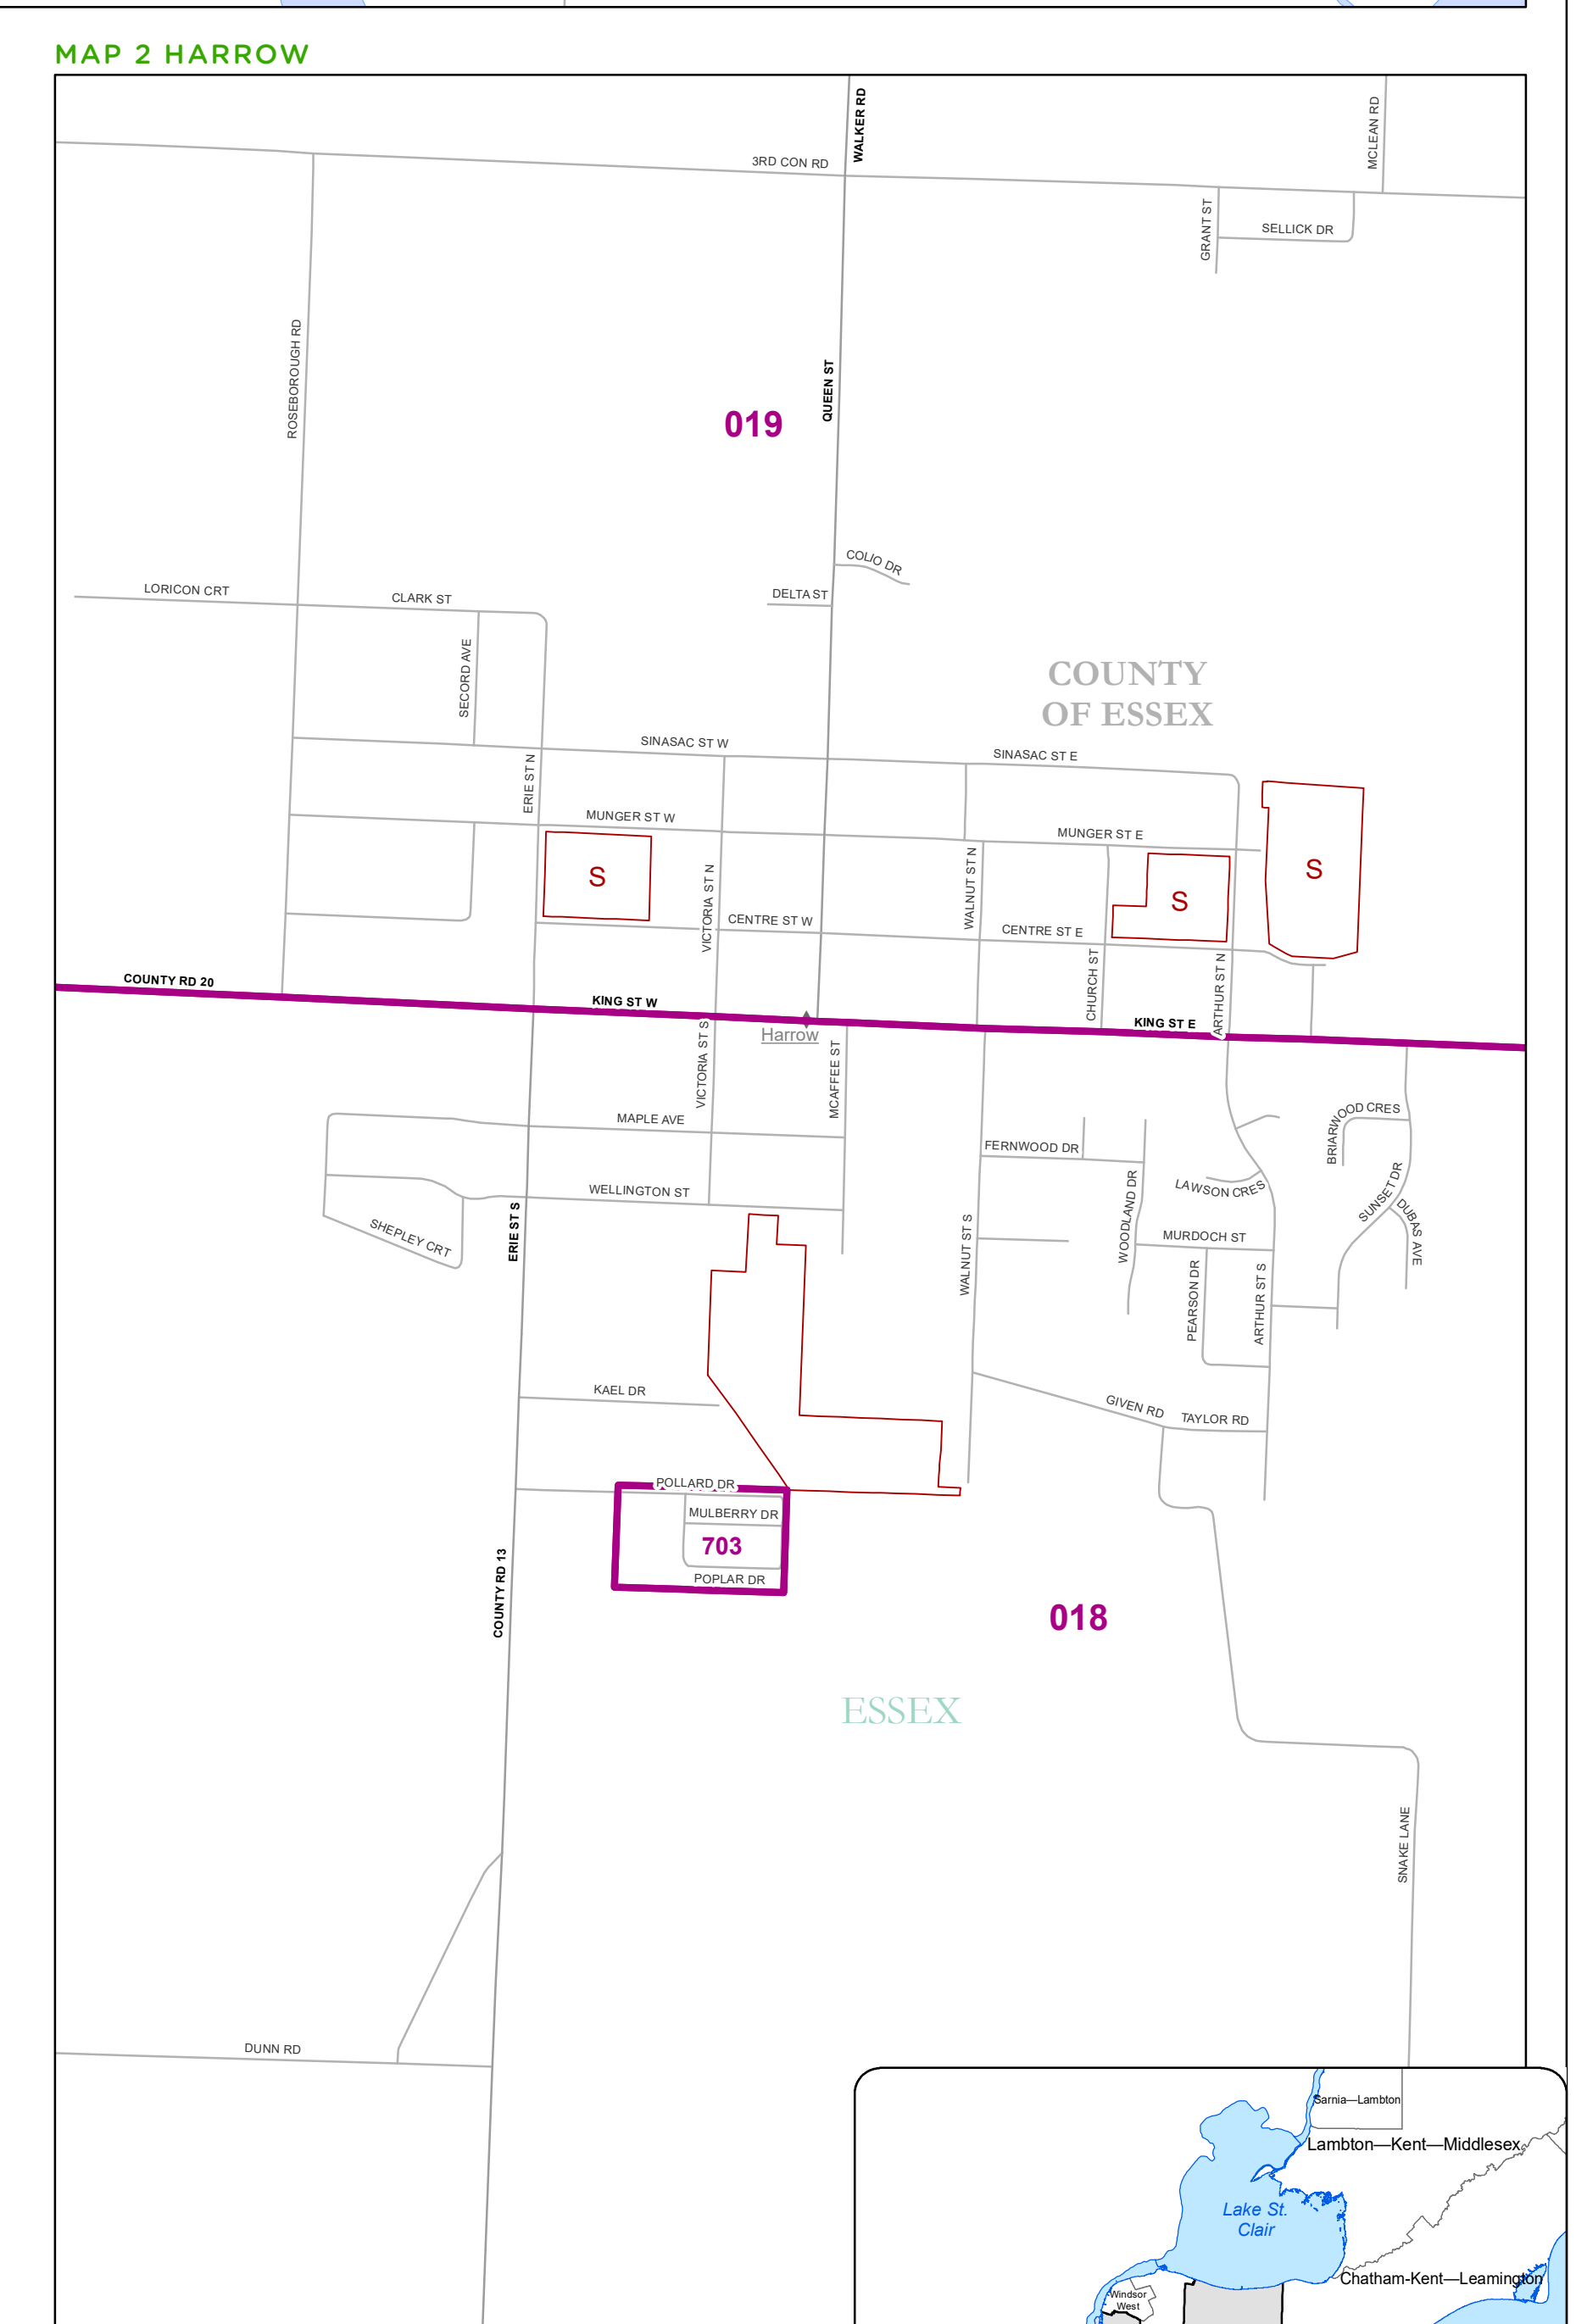 MAP 2 HARROW
WALKER RD
MCLEAN RD
3RD CON RD
GRANT ST
SELLICK DR
ROSEBOROUGH RD
QUEEN ST
019
COLIO DR
LORICON CRT
CLARK ST
DELTA ST
SECORD AVE
COUNTY
OF ESSEX
SINASAC ST W
SINASAC ST E
ERIE ST N
MUNGER ST W
MUNGER ST E
S
S
S
VICTORIA ST N
WALNUT ST N
CENTRE ST W
CENTRE ST E
CHURCH ST
ARTHUR ST N
COUNTY RD 20
KING ST W
KING ST E
Harrow
VICTORIA ST S
MCAFFEE ST
MAPLE AVE
FERNWOOD DR
BRIARWOOD CRES
WELLINGTON ST
LAWSON CRES
SUNSET DR
DUBAS AVE
SHEPLEY CRT
ERIE ST S
WALNUT ST S
WOODLAND DR
MURDOCH ST
PEARSON DR
ARTHUR ST S
KAEL DR
GIVEN RD
TAYLOR RD
POLLARD DR
MULBERRY DR
703
POPLAR DR
COUNTY RD 13
018
ESSEX
SNAKE LANE
DUNN RD
Sarnia—Lambton
Lambton—Kent—Middlesex
Lake St.
Clair
Chatham-Kent—Leamington
Windsor
West